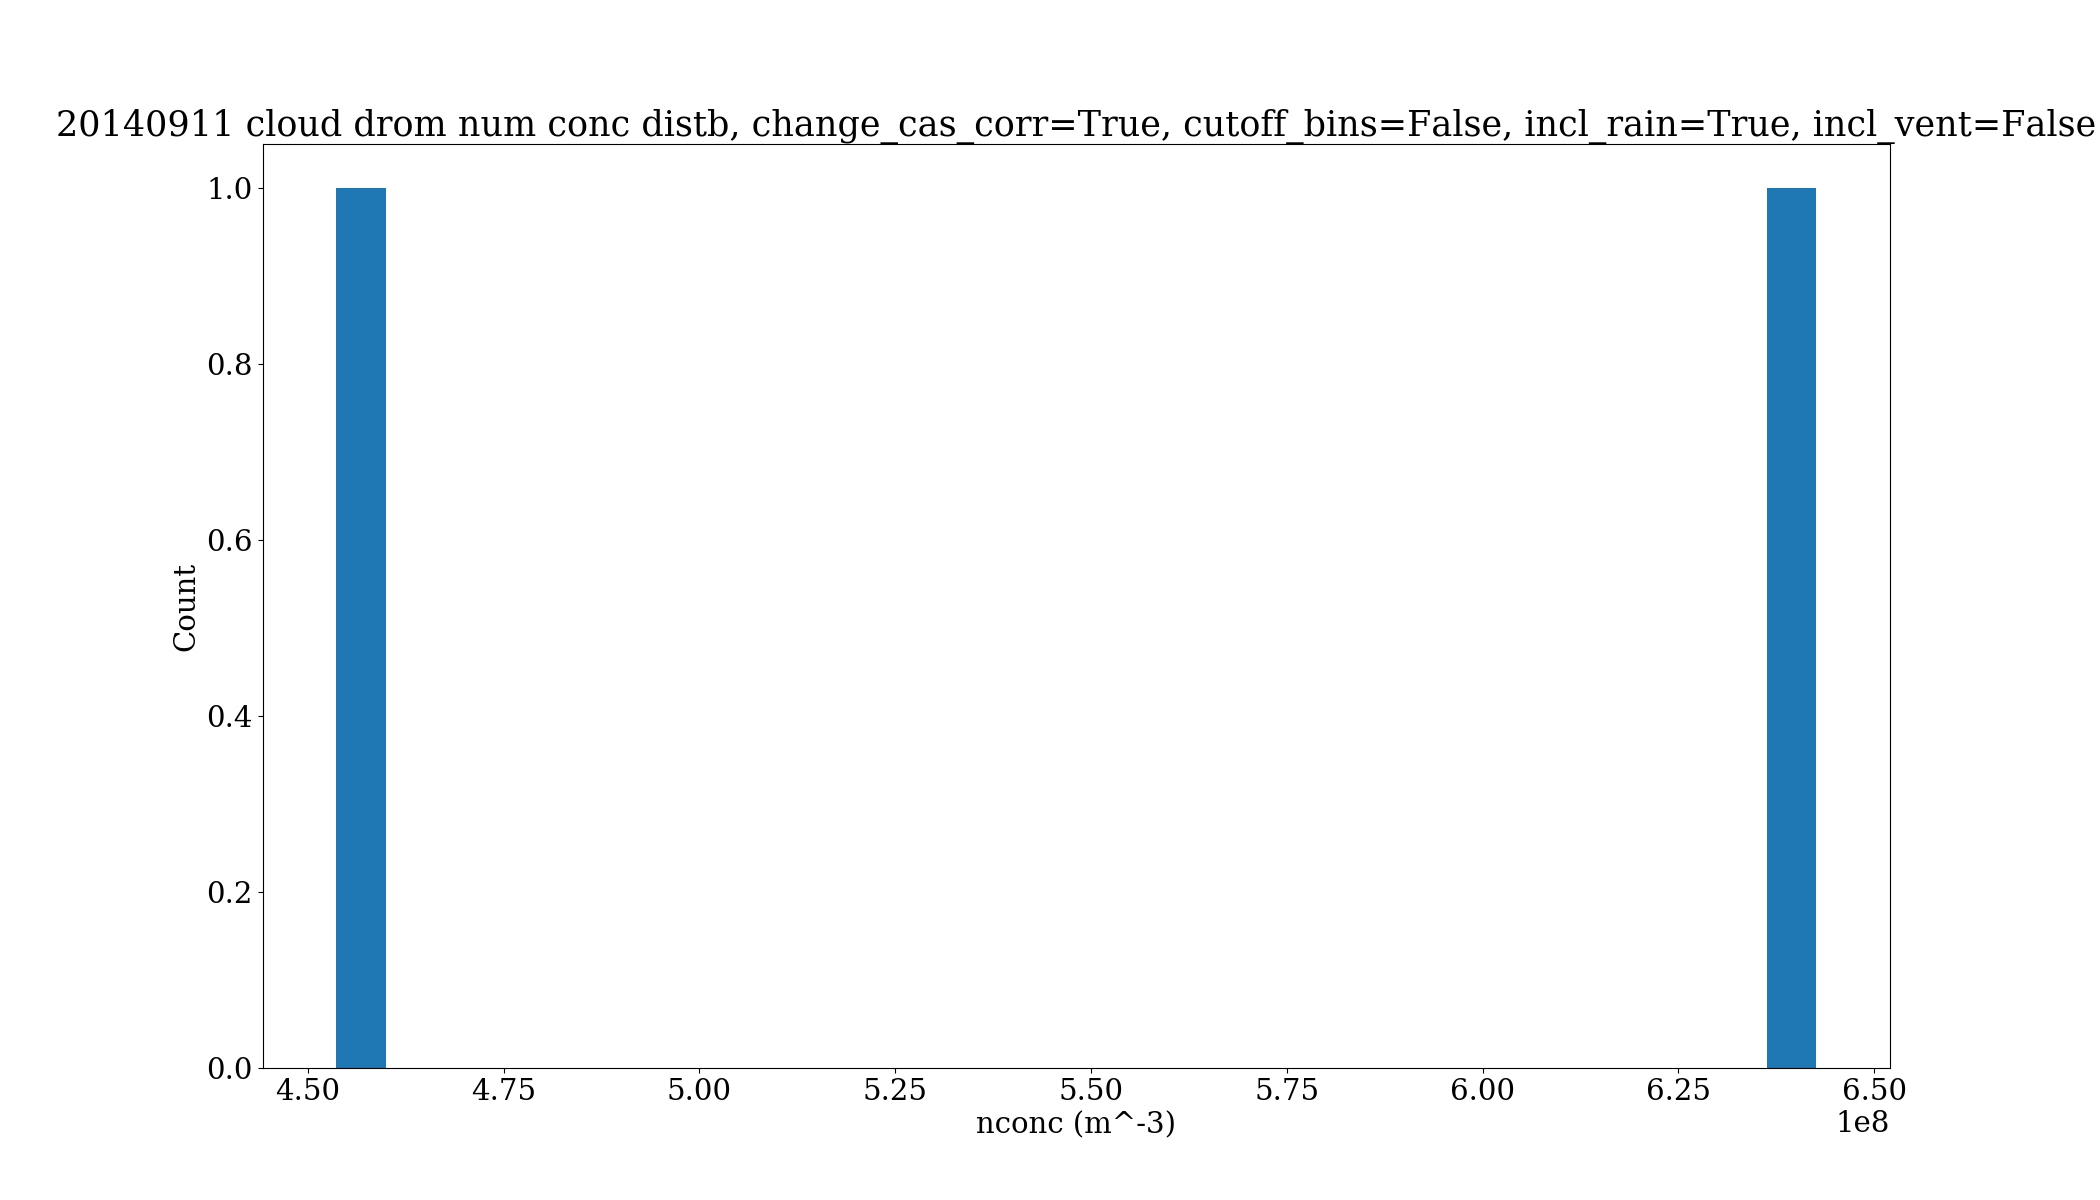 20140911 cloud drom num conc distb, change_cas_corr=True, cutoff_bins=False, incl_rain=True, incl_vent=False
1.0
0.8
0.6
0.4
0.2
0.0
Count
4.50 4.75 5.00 5.25 5.50 5.75 6.00 6.25 6.50
nconc (m^-3)
1e8